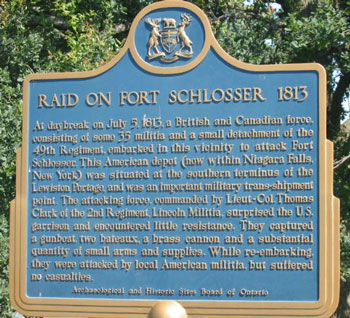 RAID ON FORT SCHLOSSER 1813
At daybreak on July 5, 1813, a British and Canadian force,
consisting of some 35 militia and a small detachment of the
49th Regiment, embarked in this vicinity to attack Fort
Schlosser. This American depot (now within Niagara Falls,
New York) was situated at the southern terminus of the
Lewiston Portage, and was an important military trans-shipment
point. The attacking force, commanded by Lieut-Col Thomas
Clark of the 2nd Regiment, Lincoln Militia, surprised the U.S.
garrison and encountered little resistance. They captured
a gunboat, two bateaux, a brass cannon and a substantial
quantity of small arms and supplies. While re-embarking,
they were attacked by local American militia, but suffered
no casualties.
Archaeological and Historic Sites Board of Ontario